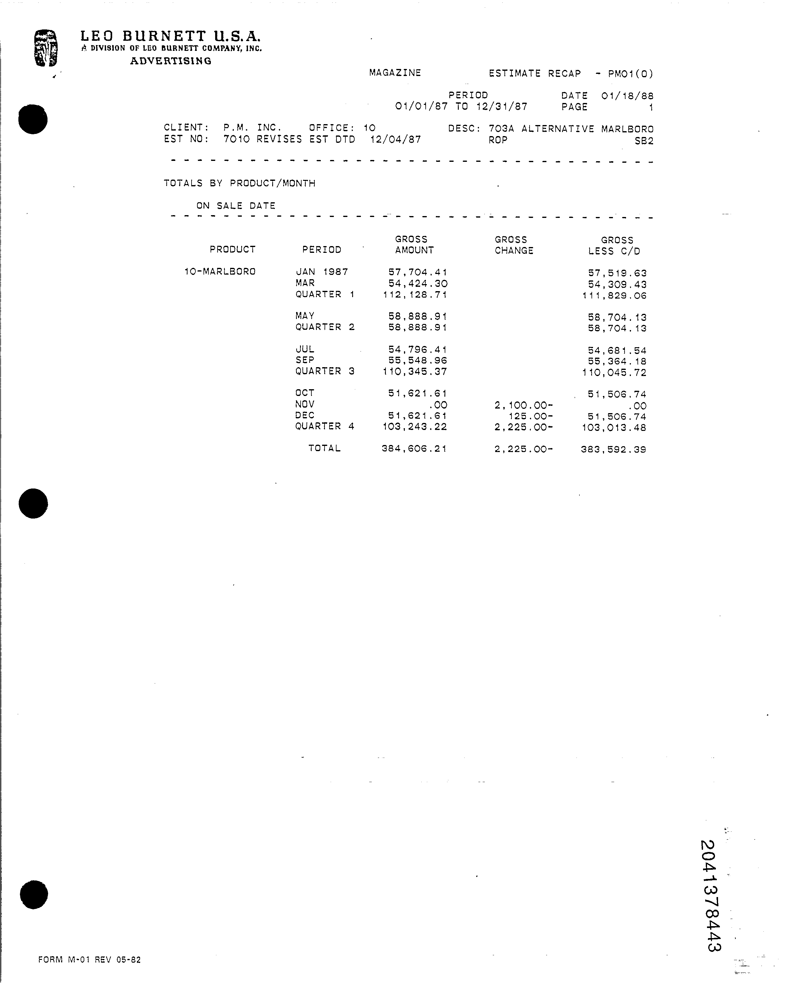 LEO BURNETT U.S.A.
A DIVISION OF LEO BURNETT COMPANY, INC.
ADVERTISING
MAGAZINE ESTIMATE RECAP - PM01(0)
PERIOD DATE 01/18/88
01/01/87 TO 12/31/87 PAGE 1
CLIENT: P.M. INC. OFFICE: 10 DESC: 703A ALTERNATIVE MARLBORO
EST NO: 7010 REVISES EST DTD 12/04/87 ROP SB2
- - - - - - - - - - - - - - - - - - - - - - - - - - - - - - - - - - - - -
TOTALS BY PRODUCT/MONTH
ON SALE DATE
- - - - - - - - - - - - - - - - - - - - - - - - - - - - - - - - - - - - -
GROSS GROSS GROSS
PRODUCT PERIOD AMOUNT CHANGE LESS C/D
10-MARLBORO JAN 1987 57,704.41 57,519.63
MAR 54,424.30 54,309.43
QUARTER 1 112,128.71 111,829.06
MAY 58,888.91 58,704.13
QUARTER 2 58,888.91 58,704.13
JUL 54,796.41 54,681.54
SEP 55,548.96 55,364.18
QUARTER 3 110,345.37 110,045.72
OCT 51,621.61 51,506.74
NOV .00 2,100.00- .00
DEC 51,621.61 125.00- 51,506.74
QUARTER 4 103,243.22 2,225.00- 103,013.48
TOTAL 384,606.21 2,225.00- 383,592.39
2041378443
FORM M-01 REV 05-82